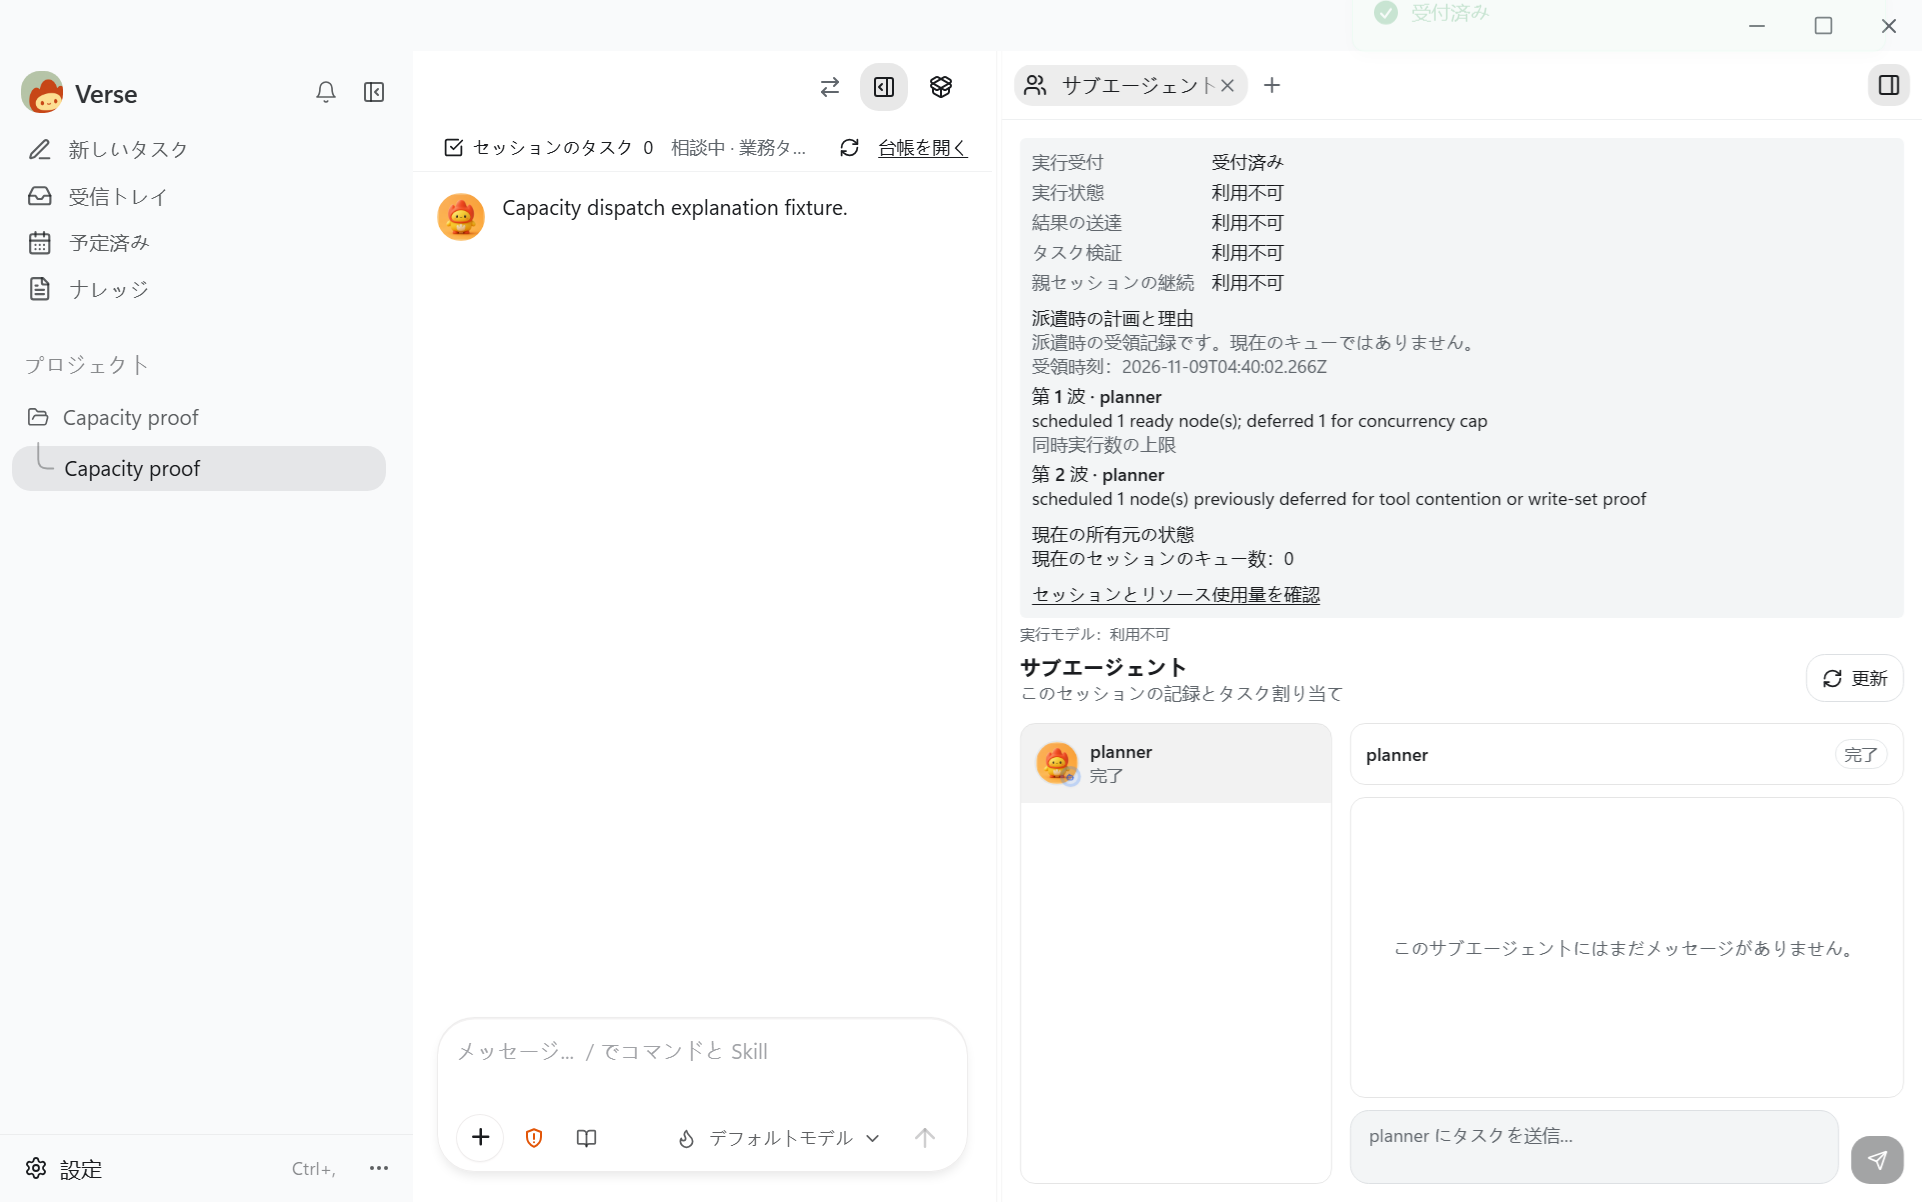 受付済み
Verse
新しいタスク
受信トレイ
予定済み
ナレッジ
プロジェクト
Capacity proof
Capacity proof
設定
Ctrl+,
セッションのタスク 0 相談中 · 業務タ... 台帳を開く
Capacity dispatch explanation fixture.
メッセージ... / でコマンドと Skill
デフォルトモデル
サブエージェント
実行受付 受付済み
実行状態 利用不可
結果の送達 利用不可
タスク検証 利用不可
親セッションの継続 利用不可
派遣時の計画と理由
派遣時の受領記録です。現在のキューではありません。
受領時刻: 2026-11-09T04:40:02.266Z
第 1 波 · planner
scheduled 1 ready node(s); deferred 1 for concurrency cap
同時実行数の上限
第 2 波 · planner
scheduled 1 node(s) previously deferred for tool contention or write-set proof
現在の所有元の状態
現在のセッションのキュー数: 0
セッションとリソース使用量を確認
実行モデル: 利用不可
サブエージェント
このセッションの記録とタスク割り当て
更新
planner
完了
planner
完了
このサブエージェントにはまだメッセージがありません。
planner にタスクを送信...